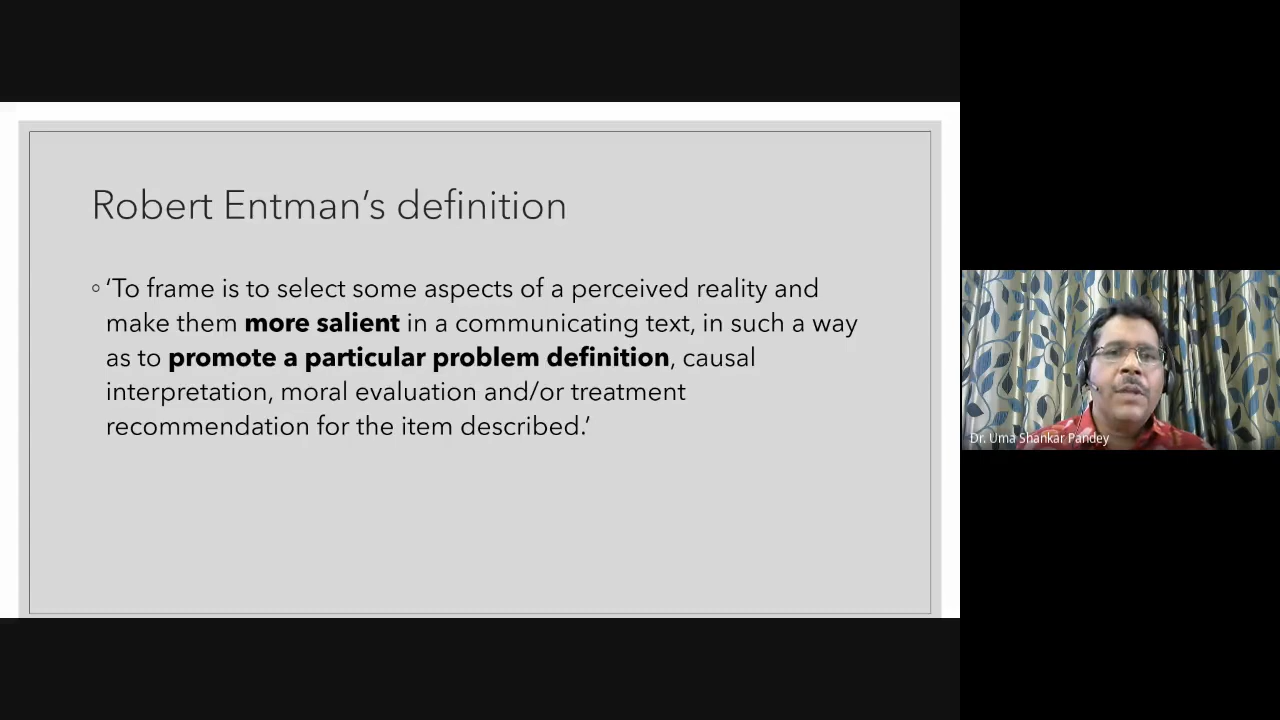 Robert Entman’s definition
◦ ‘To frame is to select some aspects of a perceived reality and
make them more salient in a communicating text, in such a way
as to promote a particular problem definition, causal
interpretation, moral evaluation and/or treatment
recommendation for the item described.’
Dr. Uma Shankar Pandey